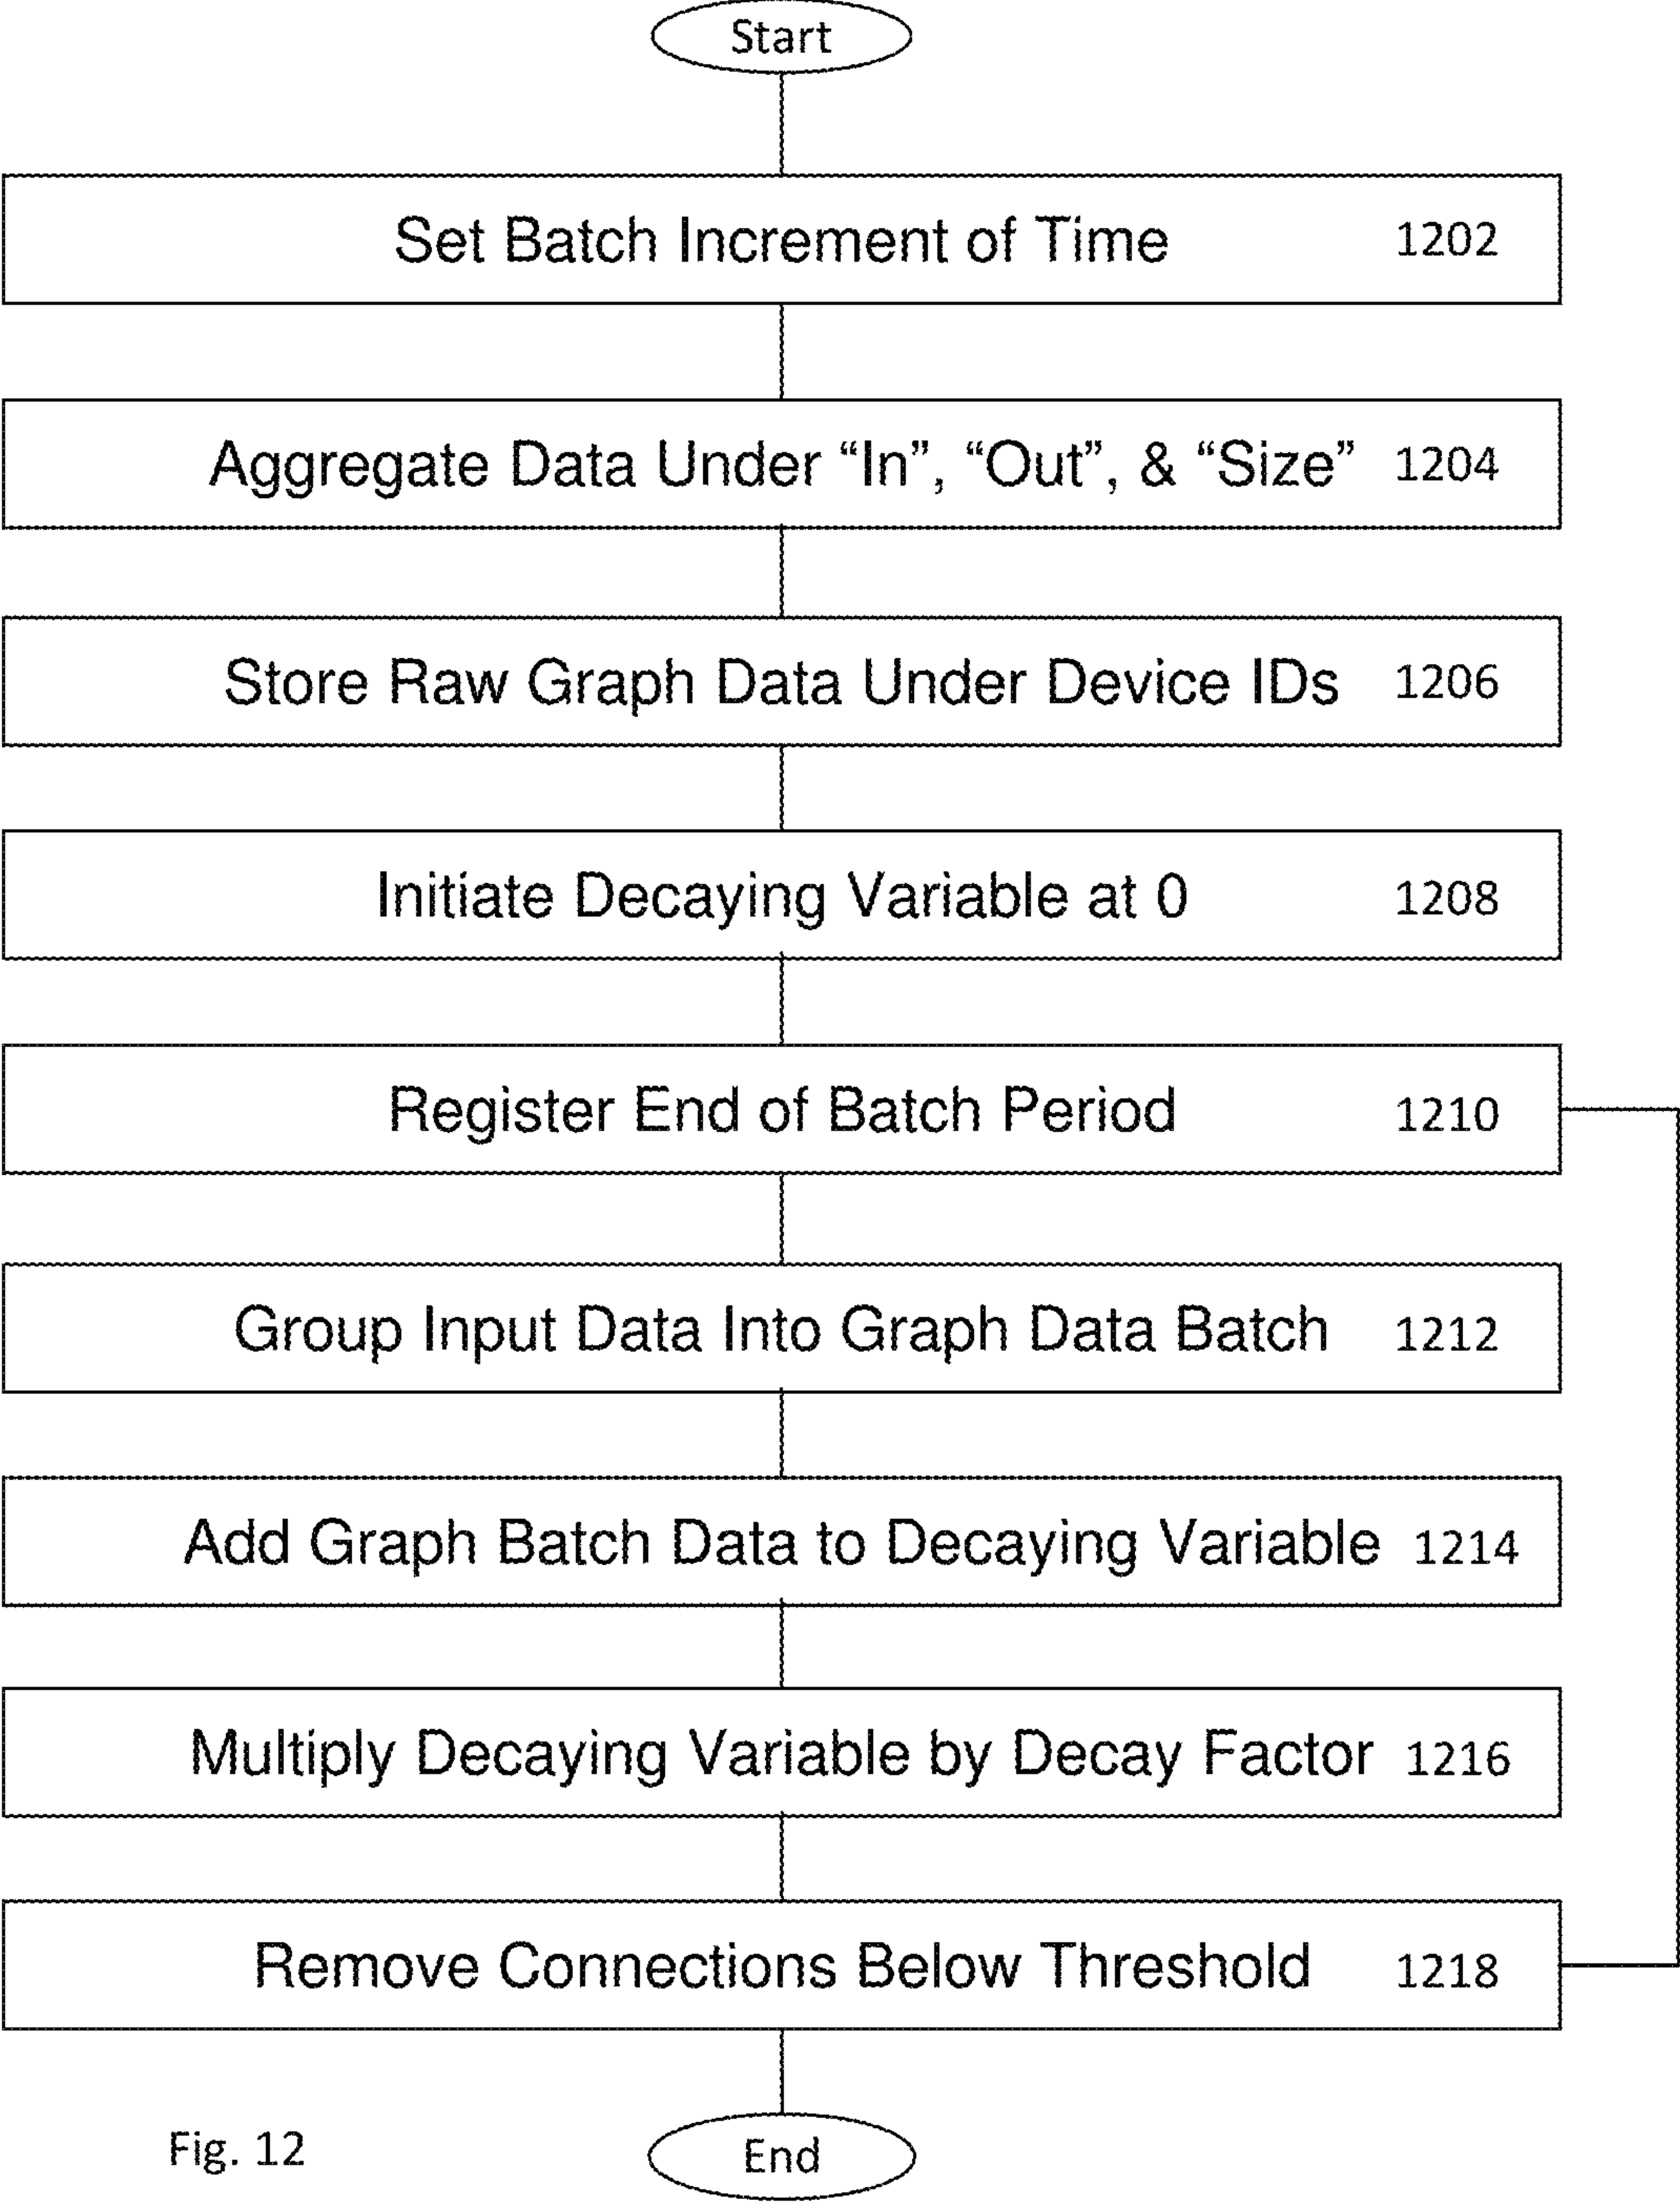 Start
Set Batch Increment of Time 1202
Aggregate Data Under “In”, “Out”, & “Size” 1204
Store Raw Graph Data Under Device IDs 1206
Initiate Decaying Variable at 0 1208
Register End of Batch Period 1210
Group Input Data Into Graph Data Batch 1212
Add Graph Batch Data to Decaying Variable 1214
Multiply Decaying Variable by Decay Factor 1216
Remove Connections Below Threshold 1218
Fig. 12
End